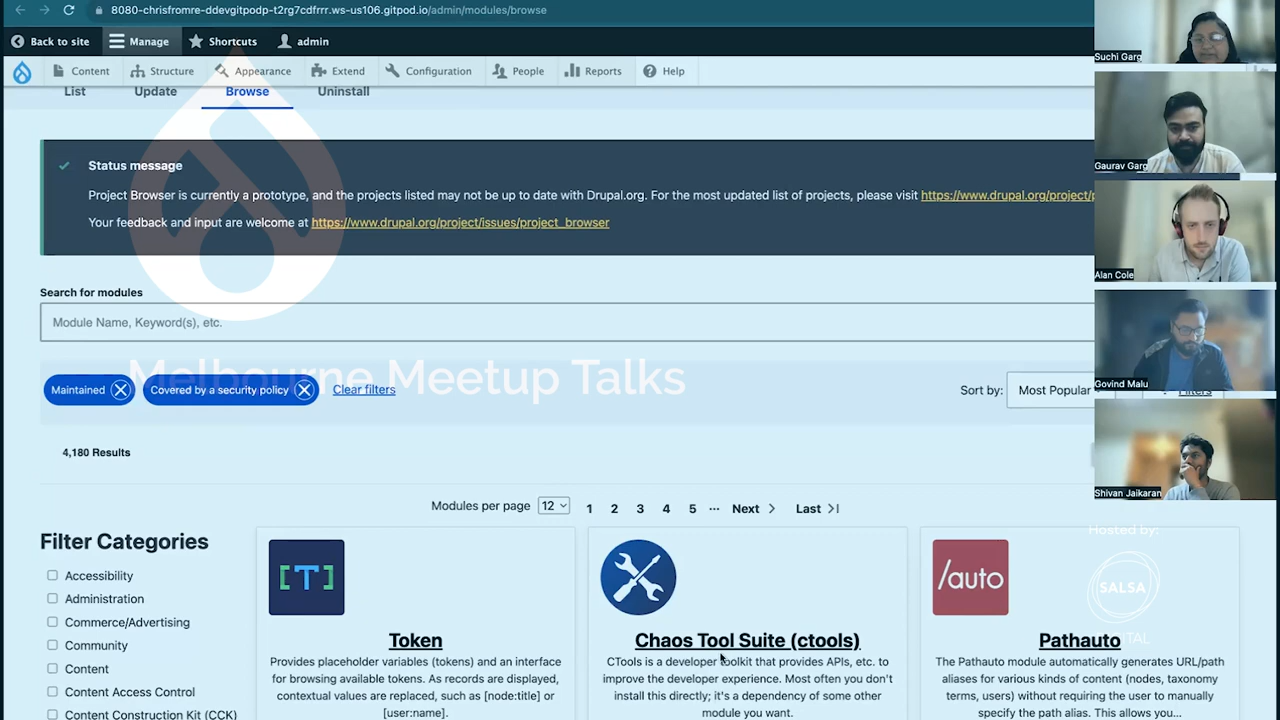 8080-chrisfromre-ddevgitpodp-t2rg7cdfrrr.ws-us106.gitpod.io/admin/modules/browse
Back to site Manage Shortcuts admin
Content Structure Appearance Extend Configuration People Reports Help
List Update Browse Uninstall
Status message
Project Browser is currently a prototype, and the projects listed may not be up to date with Drupal.org. For the most updated list of projects, please visit https://www.drupal.org/project/
Your feedback and input are welcome at https://www.drupal.org/project/issues/project_browser
Search for modules
Module Name, Keyword(s), etc.
Melbourne Meetup Talks
Maintained Covered by a security policy Clear filters
Sort by: Most Popular Filters
4,180 Results
Modules per page 12 1 2 3 4 5 ... Next Last
Filter Categories
Accessibility
Administration
Commerce/Advertising
Community
Content
Content Access Control
Content Construction Kit (CCK)
[T]
Token
Provides placeholder variables (tokens) and an interface
for browsing available tokens. As records are displayed,
contextual values are replaced, such as [node:title] or
[user:name].
Chaos Tool Suite (ctools)
CTools is a developer toolkit that provides APIs, etc. to
improve the developer experience. Most often you don't
install this directly; it's a dependency of some other
module you want.
/auto
Pathauto
The Pathauto module automatically generates URL/path
aliases for various kinds of content (nodes, taxonomy
terms, users) without requiring the user to manually
specify the path alias. This allows you...
Suchi Garg
Gaurav Garg
Alan Cole
Govind Malu
Shivan Jaikaran
Hosted by:
SALSA
DIGITAL